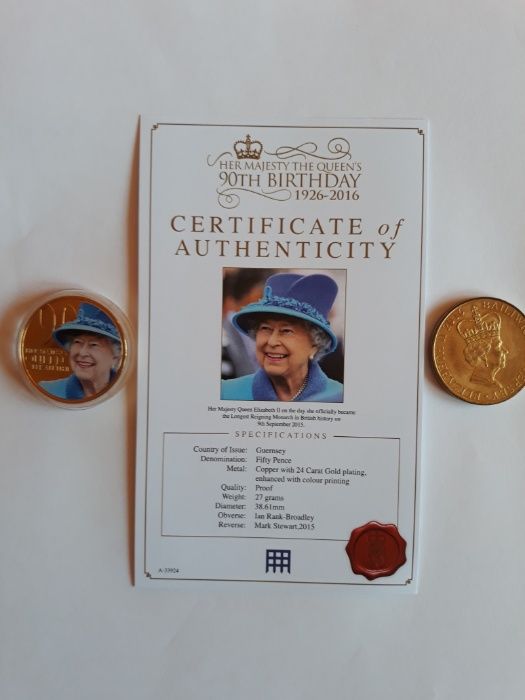 HER MAJESTY THE QUEEN'S
90TH BIRTHDAY
1926-2016
CERTIFICATE of
AUTHENTICITY
Her Majesty Queen Elizabeth II on the day she officially became
the Longest Reigning Monarch in British history on
9th September 2015.
SPECIFICATIONS
Country of Issue: Guernsey
Denomination: Fifty Pence
Metal: Copper with 24 Carat Gold plating,
enhanced with colour printing
Quality: Proof
Weight: 27 grams
Diameter: 38.61mm
Obverse: Ian Rank-Broadley
Reverse: Mark Stewart,2015
A-33924
90